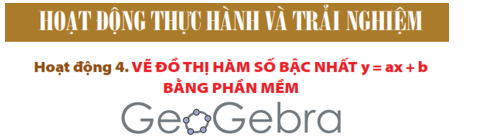 HOẠT ĐỘNG THỰC HÀNH VÀ TRẢI NGHIỆM
Hoạt động 4. VẼ ĐỒ THỊ HÀM SỐ BẬC NHẤT y = ax + b
BẰNG PHẦN MỀM
GeoGebra